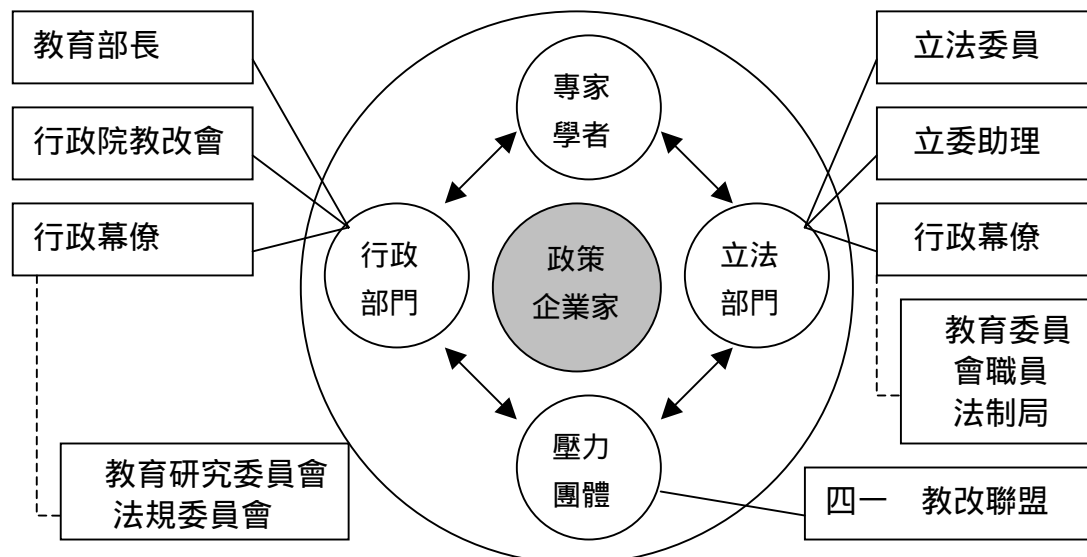 教育部長
行政院教改會
行政幕僚
教育研究委員會
法規委員會
專家
學者
行政
部門
政策
企業家
立法
部門
壓力
團體
立法委員
立委助理
行政幕僚
教育委員
會職員
法制局
四一　教改聯盟